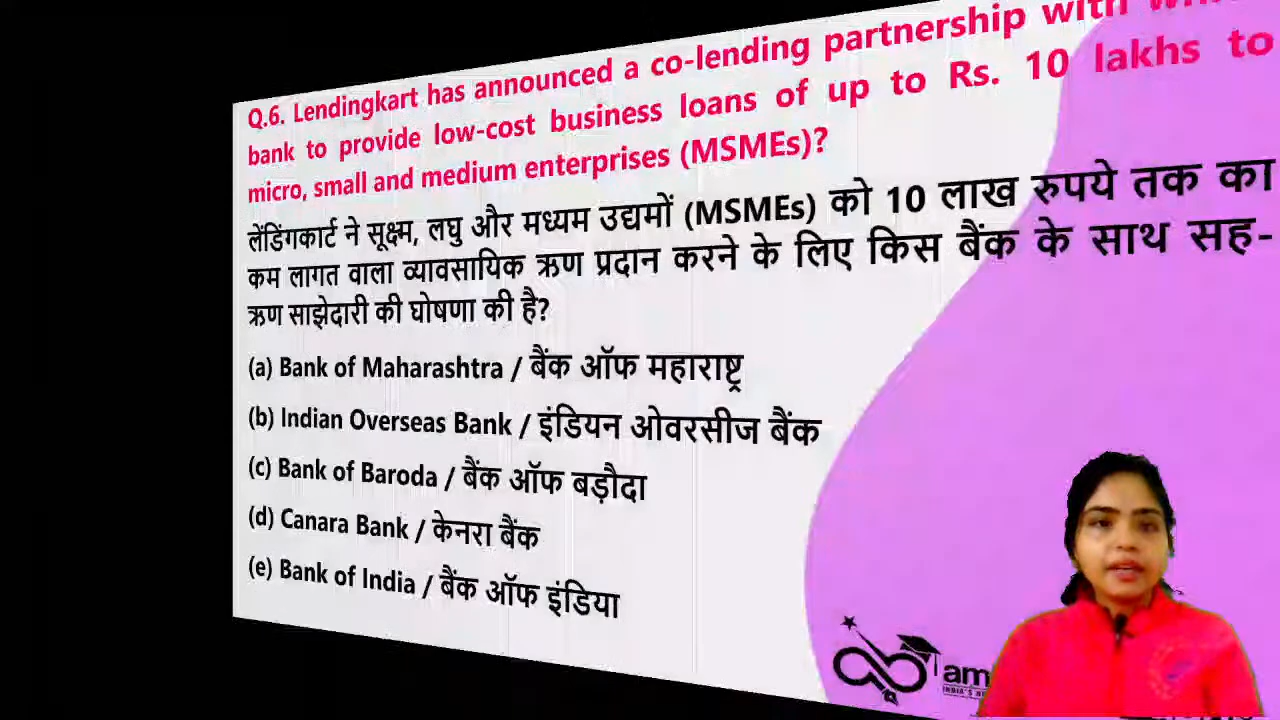 Q.6. Lendingkart has announced a co-lending partnership with
bank to provide low-cost business loans of up to Rs. 10 lakhs to
micro, small and medium enterprises (MSMEs)?
लेंडिंगकार्ट ने सूक्ष्म, लघु और मध्यम उद्यमों (MSMEs) को 10 लाख रुपये तक का
कम लागत वाला व्यावसायिक ऋण प्रदान करने के लिए किस बैंक के साथ सह-
ऋण साझेदारी की घोषणा की है?
(a) Bank of Maharashtra / बैंक ऑफ महाराष्ट्र
(b) Indian Overseas Bank / इंडियन ओवरसीज बैंक
(c) Bank of Baroda / बैंक ऑफ बड़ौदा
(d) Canara Bank / केनरा बैंक
(e) Bank of India / बैंक ऑफ इंडिया
am
INDIA'S